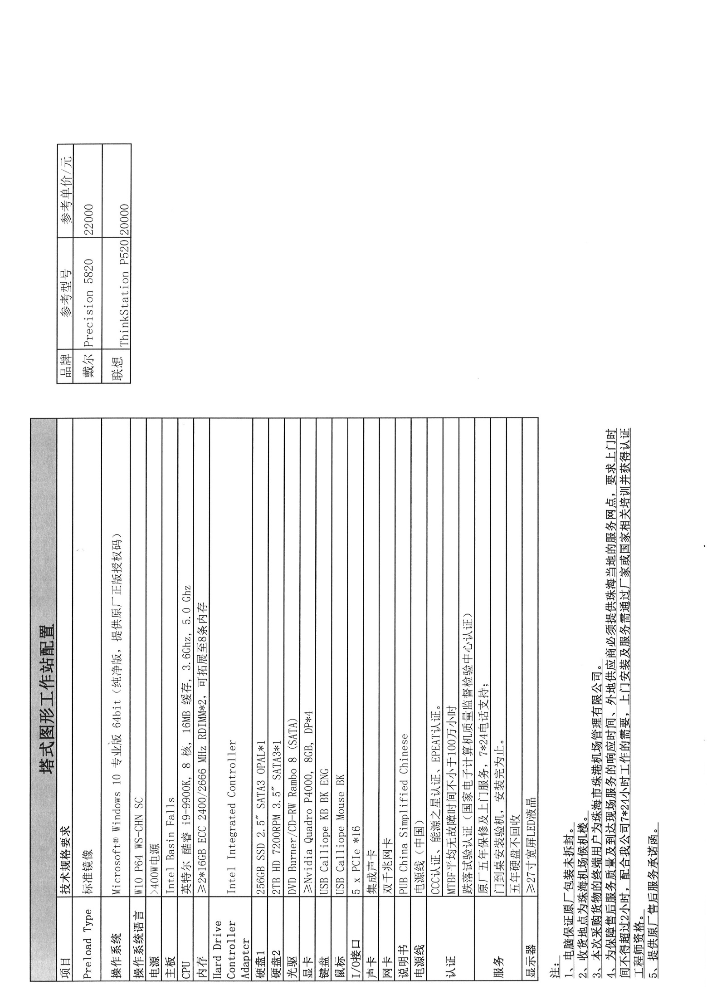 塔式图形工作站配置
项目 技术规格要求
Preload Type 标准镜像
操作系统 Microsoft® Windows 10 专业版 64bit（纯净版，提供原厂正版授权码）
操作系统语言 W10 P64 WS-CHN SC
电源 >400W电源
主板 Intel Basin Falls
CPU 英特尔 酷睿 i9-9900K, 8 核, 16MB 缓存, 3.6Ghz, 5.0 Ghz
内存 ≥2*16GB ECC 2400/2666 MHz RDIMM*2, 可拓展至8条内存
Hard Drive
Controller Intel Integrated Controller
Adapter
硬盘1 256GB SSD 2.5" SATA3 OPAL*1
硬盘2 2TB HD 7200RPM 3.5" SATA3*1
光驱 DVD Burner/CD-RW Rambo 8 (SATA)
显卡 ≥Nvidia Quadro P4000, 8GB, DP*4
键盘 USB Calliope KB BK ENG
鼠标 USB Calliope Mouse BK
I/O接口 5 x PCIe *16
声卡 集成声卡
网卡 双千兆网卡
说明书 PUB China Simplified Chinese
电源线 电源线（中国）
认证 CCC认证、能源之星认证、EPEAT认证。
MTBF平均无故障时间不小于100万小时
跌落试验认证（国家电子计算机质量监督检验中心认证）
服务 原厂五年保修及上门服务, 7*24电话支持;
门到桌安装验机, 安装完为止。
五年硬盘不回收
显示器 ≥27寸宽屏LED液晶
品牌 参考型号 参考单价/元
戴尔 Precision 5820 22000
联想 ThinkStation P520 20000
注：
1、电脑保证原厂包装未拆封。
2、收货地点为珠海机场候机楼。
3、本次采购货物的终端用户为珠海市珠港机场管理有限公司。
4、为保障售后服务质量及到达现场服务的响应时间、外地供应商必须提供珠海当地的服务网点，要求上门时
间不得超过2小时，配合我公司7*24小时工作的需要，上门安装及服务需通过厂家或国家相关培训并获得认证
工程师资格。
5、提供原厂售后服务承诺函。